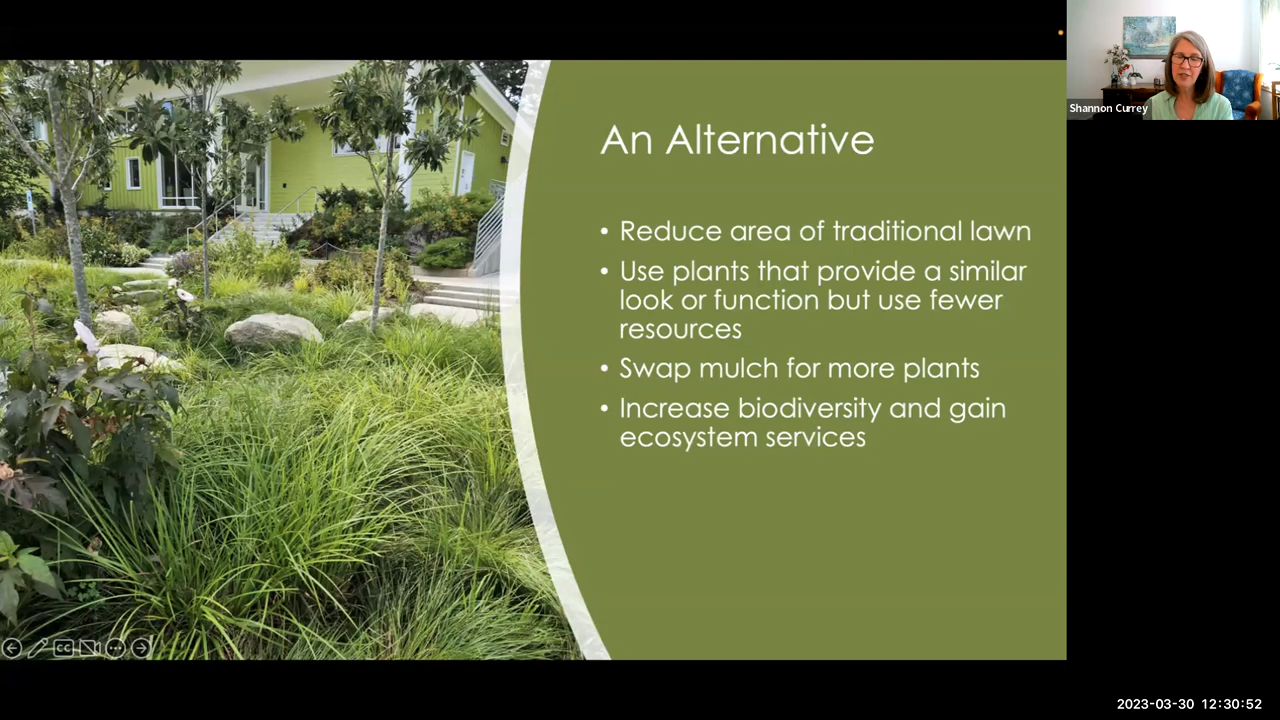 Shannon Currey
An Alternative
• Reduce area of traditional lawn
• Use plants that provide a similar
look or function but use fewer
resources
• Swap mulch for more plants
• Increase biodiversity and gain
ecosystem services
CC
2023-03-30 12:30:52